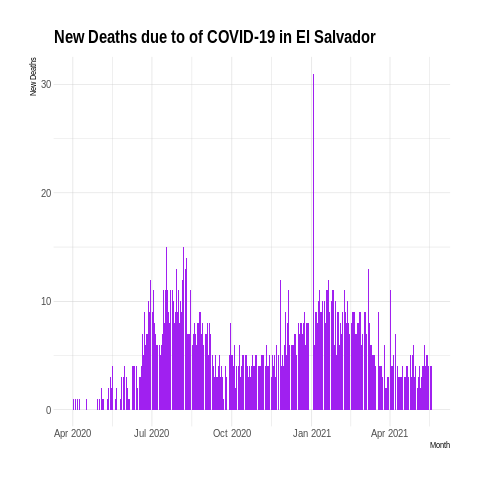 New Deaths due to of COVID-19 in El Salvador
New Deaths
30
20
10
0
Apr 2020 Jul 2020 Oct 2020 Jan 2021 Apr 2021
Month